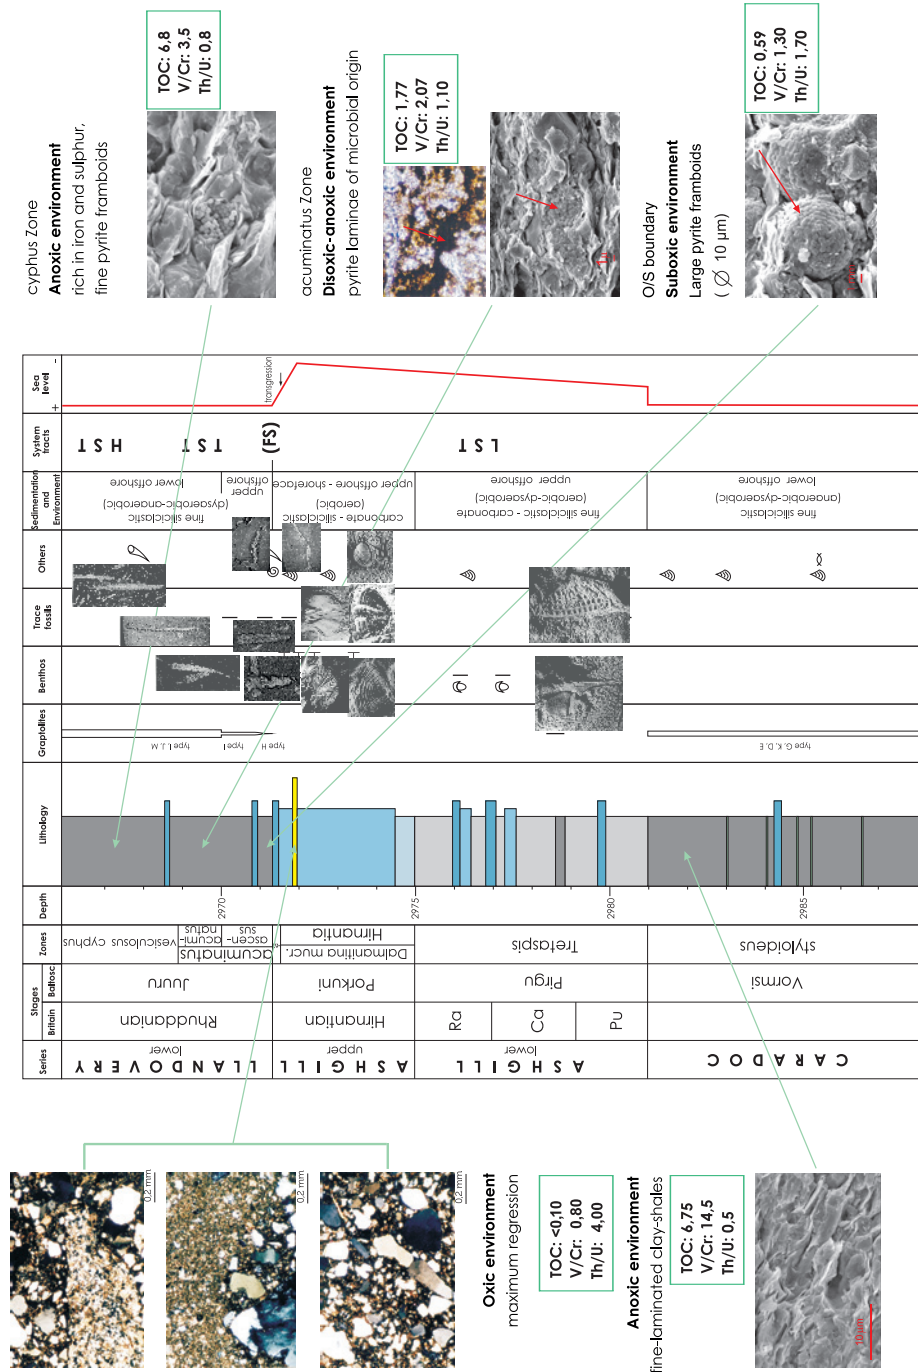 cyphus Zone
Anoxic environment
rich in iron and sulphur,
fine pyrite framboids
TOC: 6,8
V/Cr: 3,5
Th/U: 0,8
acuminatus Zone
Disoxic-anoxic environment
pyrite laminae of microbial origin
TOC: 1,77
V/Cr: 2,07
Th/U: 1,10
O/S boundary
Suboxic environment
Large pyrite framboids
( ∅ 10 µm)
TOC: 0,59
V/Cr: 1,30
Th/U: 1,70
Sea
level
+
-
transgression
System
tracts
HST
TST
(FS)
LST
Sedimentation
and
Environment
fine siliciclastic
(dysaerobic-anaerobic)
lower offshore
upper
offshore
carbonate - siliciclastic
(aerobic)
upper offshore - shoreface
fine siliciclastic - carbonate
(aerobic-dysaerobic)
upper offshore
fine siliciclastic
(anaerobic-dysaerobic)
lower offshore
Others
Trace
fossils
Benthos
Graptolites
type I, J, M
type I
type H
type G, K, D, E
Lithology
Depth
2970
2975
2980
2985
Zones
vesiculosus cyphus
acumi-
natus
ascen-
sus
acuminatus
Hirnantia
Dalmanitina mucr.
Tretaspis
styloideus
Stages
Baltosc
Juuru
Porkuni
Pirgu
Vormsi
Britain
Rhuddanian
Hirnantian
Ra
Ca
Pu
Series
LLANDOVERY
lower
ASHGILL
upper
ASHGILL
lower
CARADOC
0.2 mm
0.2 mm
0.2 mm
Oxic environment
maximum regression
TOC: <0,10
V/Cr: 0,80
Th/U: 4,00
Anoxic environment
fine-laminated clay-shales
TOC: 6,75
V/Cr: 14,5
Th/U: 0,5
10 µm